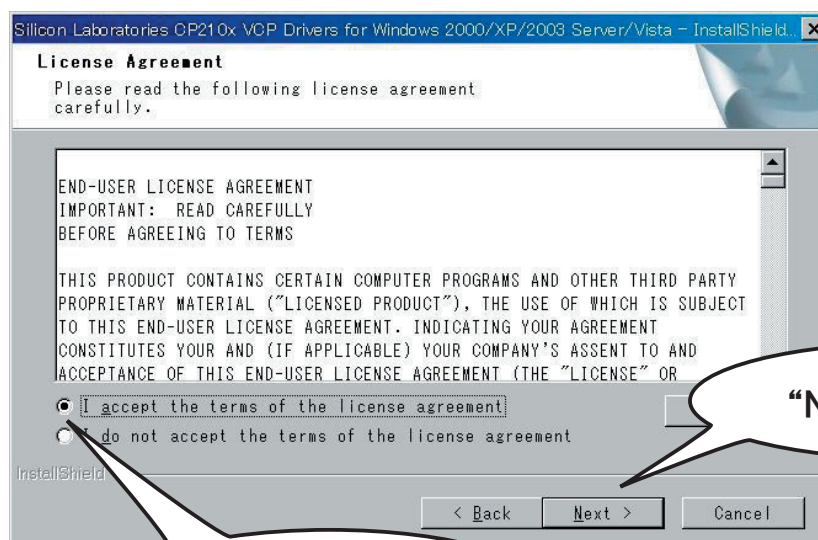 Silicon Laboratories CP210x VCP Drivers for Windows 2000/XP/2003 Server/Vista - InstallShield...
License Agreement
Please read the following license agreement
carefully.
END-USER LICENSE AGREEMENT
IMPORTANT:  READ CAREFULLY
BEFORE AGREEING TO TERMS
THIS PRODUCT CONTAINS CERTAIN COMPUTER PROGRAMS AND OTHER THIRD PARTY
PROPRIETARY MATERIAL ("LICENSED PRODUCT"), THE USE OF WHICH IS SUBJECT
TO THIS END-USER LICENSE AGREEMENT. INDICATING YOUR AGREEMENT
CONSTITUTES YOUR AND (IF APPLICABLE) YOUR COMPANY'S ASSENT TO AND
ACCEPTANCE OF THIS END-USER LICENSE AGREEMENT (THE "LICENSE" OR
I accept the terms of the license agreement
I do not accept the terms of the license agreement
"N
InstallShield
< Back
Next >
Cancel